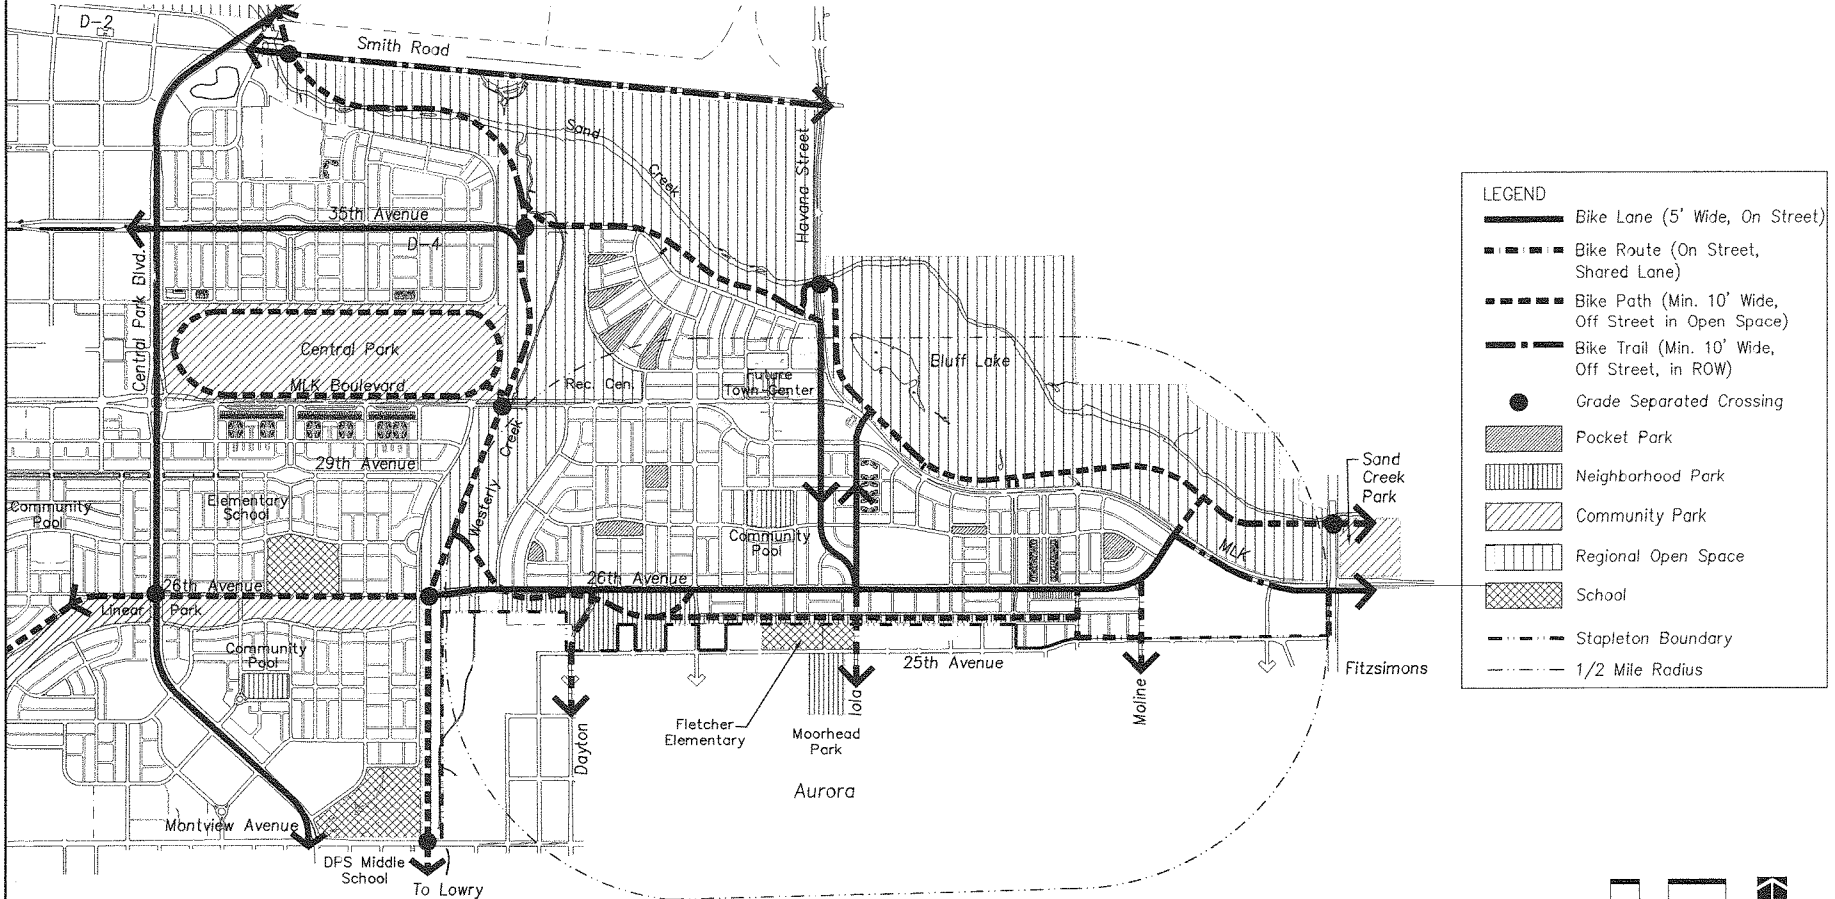 D-2
Smith Road
Sand
Creek
Havana Street
35th Avenue
D-4
Central Park Blvd.
Central Park
MLK Boulevard
Rec. Cen.
Future
Town Center
Bluff Lake
29th Avenue
Westerly
Creek
Community
Pool
Elementary
School
Community
Pool
Sand
Creek
Park
MLK
26th Avenue
26th Avenue
Linear Park
Community
Pool
25th Avenue
Fitzsimons
Fletcher
Elementary
Moorhead
Park
Iola
Moline
Dayton
Aurora
Montview Avenue
DPS Middle
School
To Lowry
LEGEND
Bike Lane (5' Wide, On Street)
Bike Route (On Street,
Shared Lane)
Bike Path (Min. 10' Wide,
Off Street in Open Space)
Bike Trail (Min. 10' Wide,
Off Street, in ROW)
Grade Separated Crossing
Pocket Park
Neighborhood Park
Community Park
Regional Open Space
School
Stapleton Boundary
1/2 Mile Radius